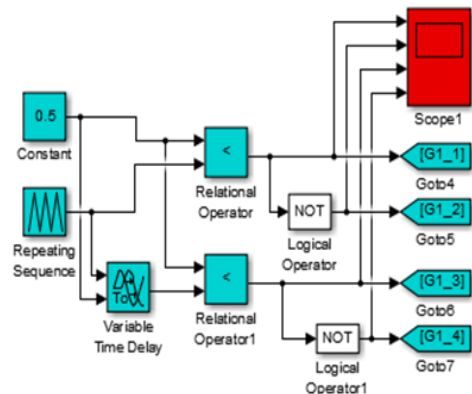 0.5
Constant
Repeating
Sequence
To
Variable
Time Delay
<
Relational
Operator
<
Relational
Operator1
NOT
Logical
Operator
NOT
Logical
Operator1
Scope1
[G1_1]
Goto4
[G1_2]
Goto5
[G1_3]
Goto6
[G1_4]
Goto7